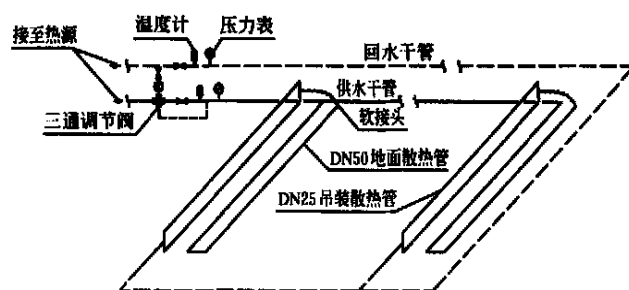 温度计
压力表
接至热源
回水干管
供水干管
三通调节阀
软接头
DN50地面散热管
DN25吊装散热管